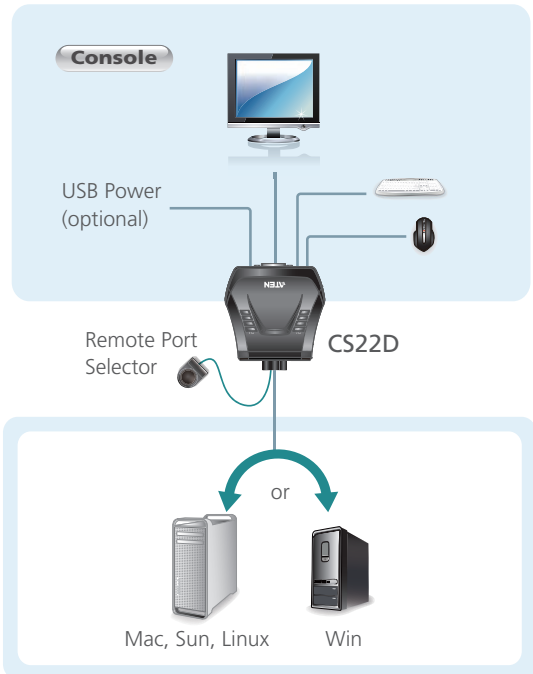 Console
USB Power
(optional)
ATEN
Remote Port
Selector
CS22D
or
Mac, Sun, Linux
Win